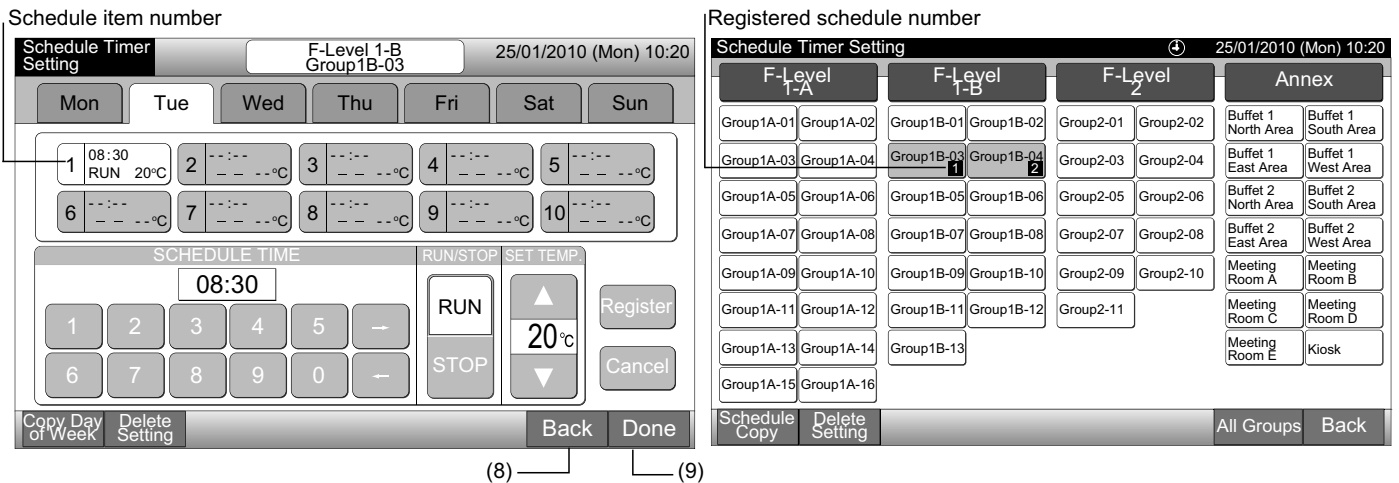 Schedule item number
Schedule Timer
Setting
F-Level 1-B
Group1B-03
25/01/2010 (Mon) 10:20
Mon Tue Wed Thu Fri Sat Sun
1 08:30 RUN 20°C
2 --:-- – – --°C
3 --:-- – – --°C
4 --:-- – – --°C
5 --:-- – – --°C
6 --:-- – – --°C
7 --:-- – – --°C
8 --:-- – – --°C
9 --:-- – – --°C
10 --:-- – – --°C
SCHEDULE TIME RUN/STOP SET TEMP.
08:30
1 2 3 4 5 →
6 7 8 9 0 ←
RUN
STOP
▲
20°C
▼
Register
Cancel
Copy Day
of Week
Delete
Setting
Back Done
(8) (9)
Registered schedule number
Schedule Timer Setting 25/01/2010 (Mon) 10:20
F-Level
1-A
F-Level
1-B
F-Level
2
Annex
Group1A-01 Group1A-02 Group1B-01 Group1B-02 Group2-01 Group2-02
Buffet 1 Buffet 1
North Area South Area
Group1A-03 Group1A-04 Group1B-03 Group1B-04 Group2-03 Group2-04
1 2
Buffet 1 Buffet 1
East Area West Area
Group1A-05 Group1A-06 Group1B-05 Group1B-06 Group2-05 Group2-06
Buffet 2 Buffet 2
North Area South Area
Group1A-07 Group1A-08 Group1B-07 Group1B-08 Group2-07 Group2-08
Buffet 2 Buffet 2
East Area West Area
Group1A-09 Group1A-10 Group1B-09 Group1B-10 Group2-09 Group2-10
Meeting Meeting
Room A Room B
Group1A-11 Group1A-12 Group1B-11 Group1B-12 Group2-11
Meeting Meeting
Room C Room D
Group1A-13 Group1A-14 Group1B-13
Meeting
Room E
Kiosk
Group1A-15 Group1A-16
Schedule
Copy
Delete
Setting
All Groups Back